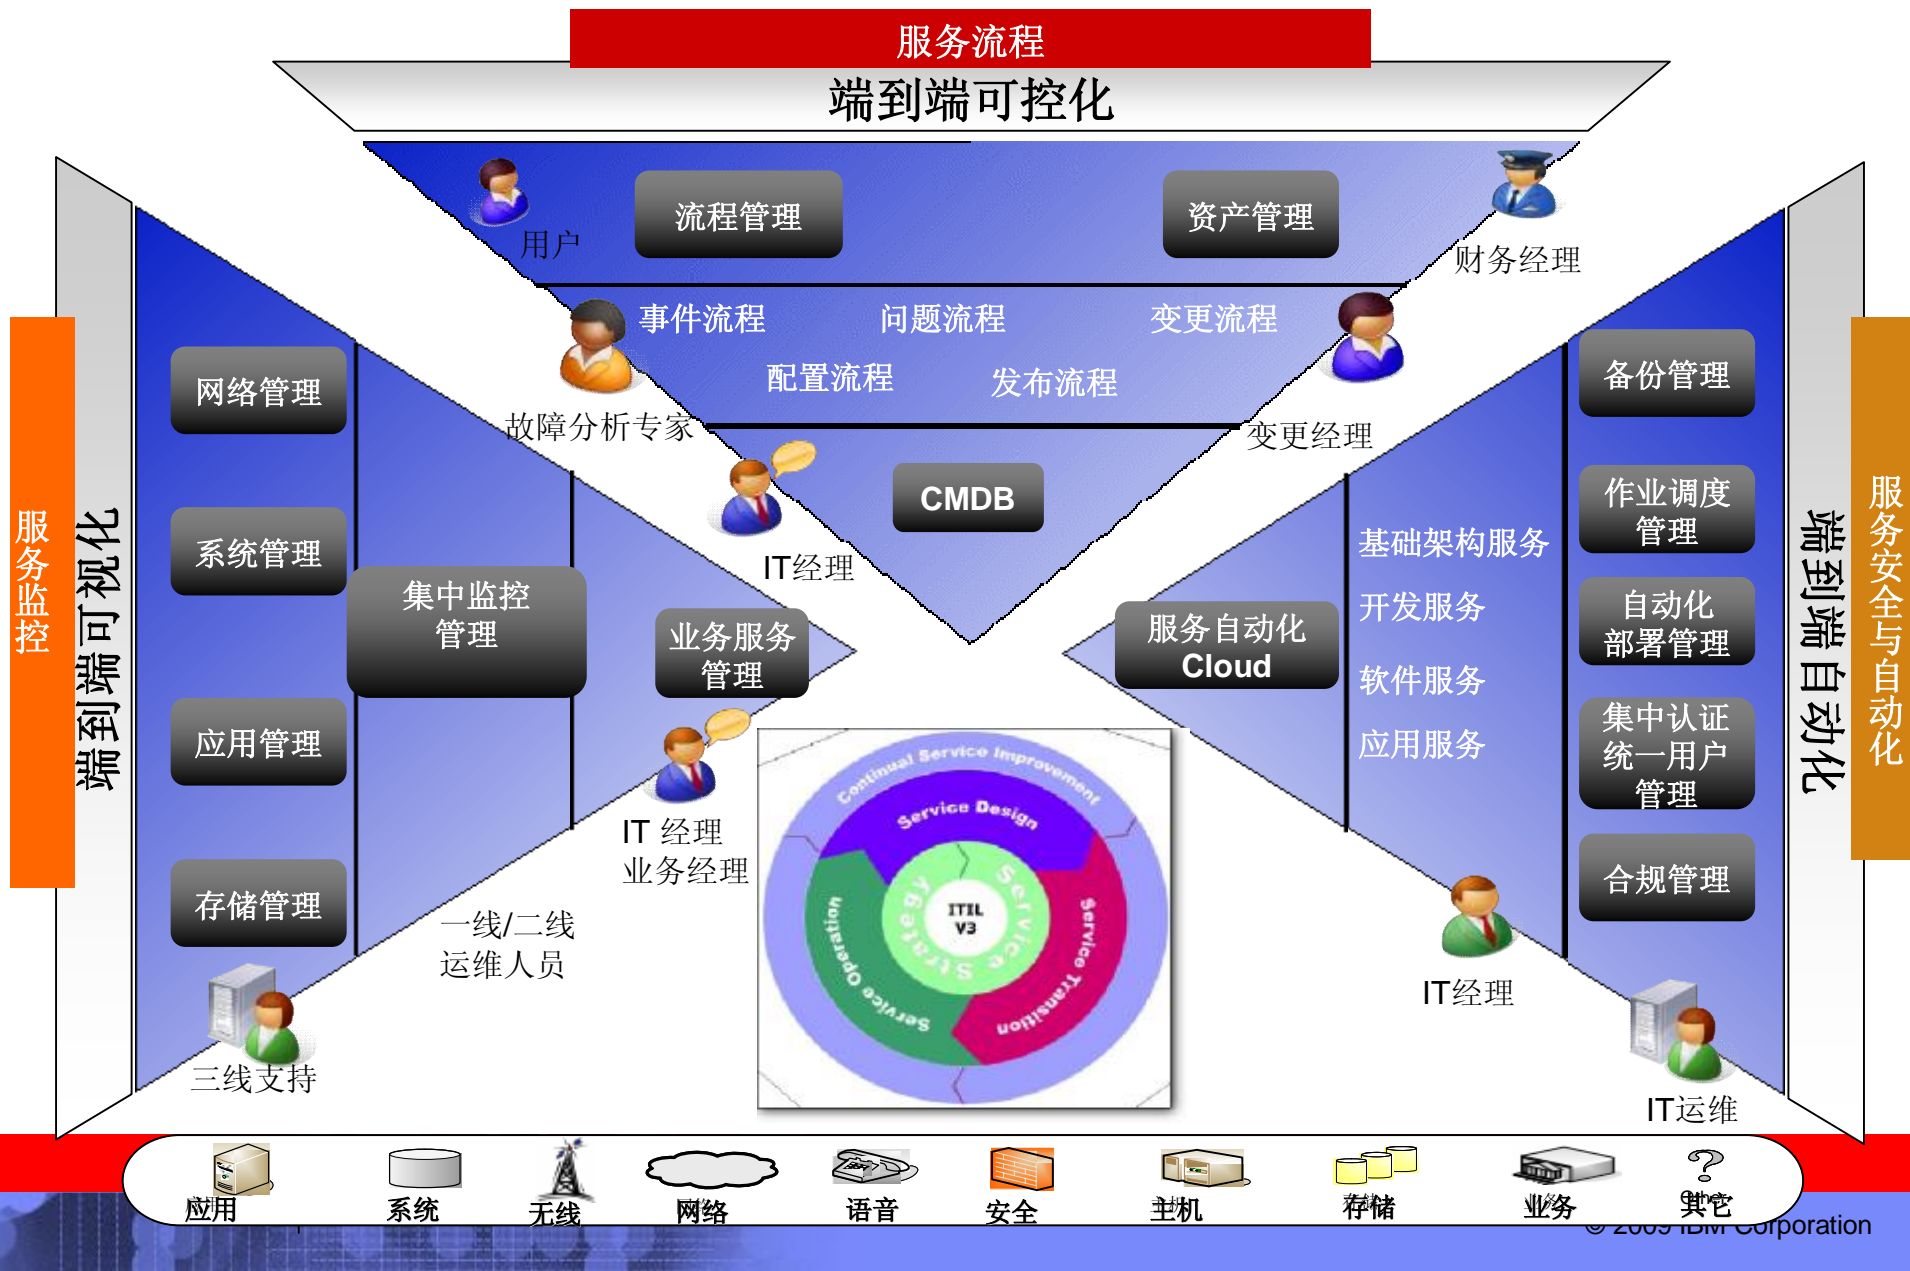 服务流程
端到端可控化
用户
流程管理
资产管理
财务经理
事件流程
问题流程
变更流程
配置流程
发布流程
故障分析专家
变更经理
CMDB
IT经理
服务监控
端到端可视化
网络管理
系统管理
应用管理
存储管理
集中监控
管理
业务服务
管理
IT 经理
业务经理
一线/二线
运维人员
三线支持
服务自动化
Cloud
基础架构服务
开发服务
软件服务
应用服务
备份管理
作业调度
管理
自动化
部署管理
集中认证
统一用户
管理
合规管理
IT经理
IT运维
端到端自动化
服务安全与自动化
Continual Service Improvement
Service Design
Service Transition
Service Operation
Service Strategy
ITIL
V3
应用
系统
无线
网络
语音
安全
主机
存储
业务
其它
© 2009 IBM Corporation